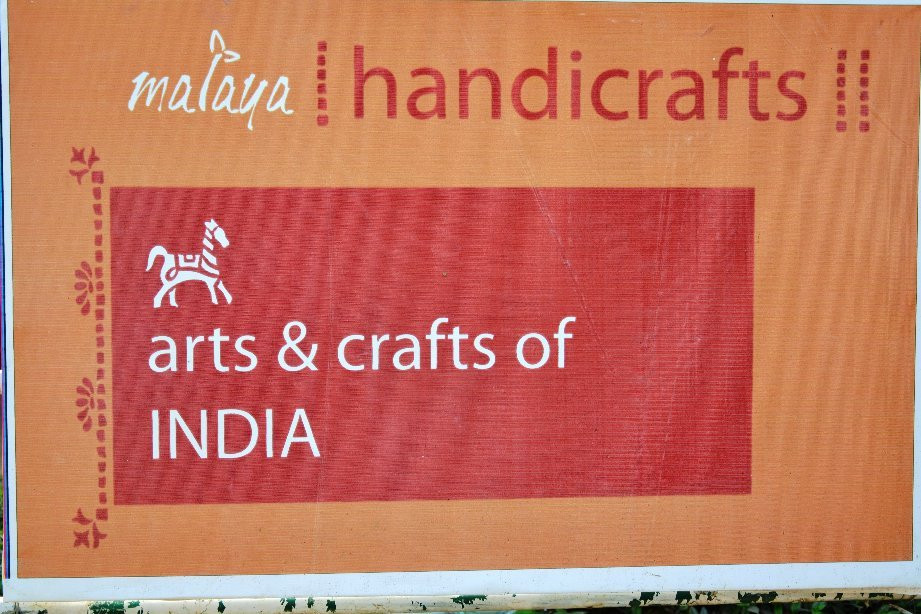 malaya handicrafts
arts & crafts of
INDIA